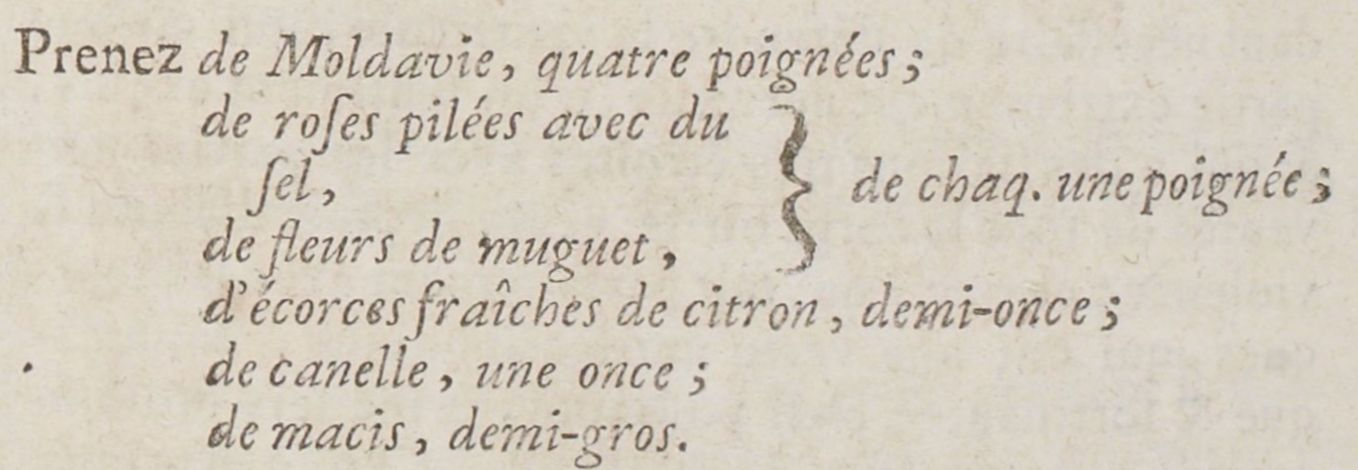 Prenez de Moldavie, quatre poignées;
de roſes pilées avec du
ſel,
de chaq. une poignée;
de fleurs de muguet,
d'écorces fraîches de citron, demi-once;
de canelle, une once;
de macis, demi-gros.